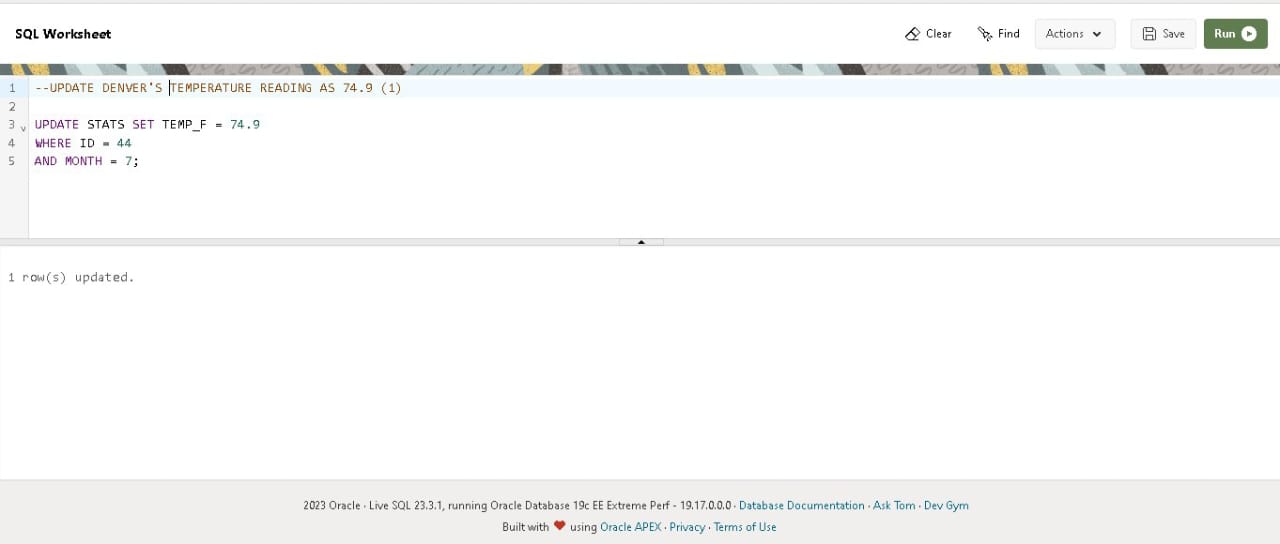 SQL Worksheet Clear Find Actions Save Run
1 --UPDATE DENVER'S TEMPERATURE READING AS 74.9 (1)
2
3 UPDATE STATS SET TEMP_F = 74.9
4 WHERE ID = 44
5 AND MONTH = 7;
1 row(s) updated.
2023 Oracle · Live SQL 23.3.1, running Oracle Database 19c EE Extreme Perf - 19.17.0.0.0 · Database Documentation · Ask Tom · Dev Gym
Built with ❤ using Oracle APEX · Privacy · Terms of Use